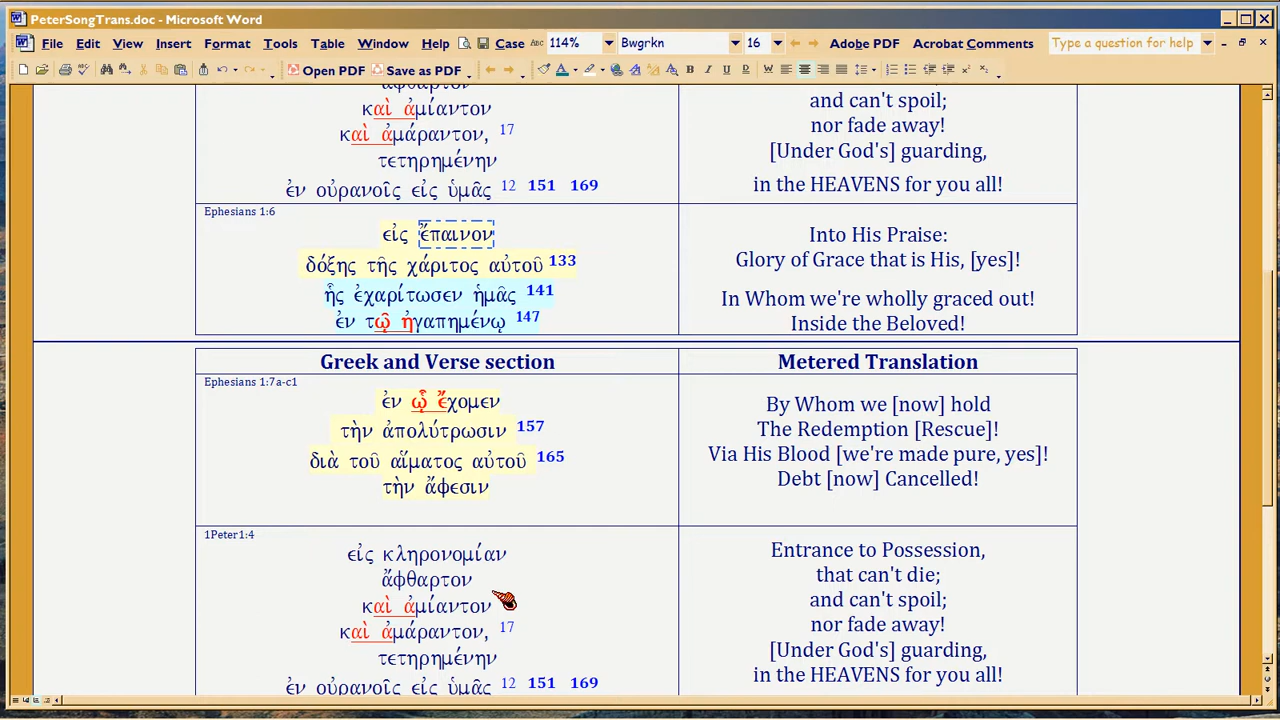 PeterSongTrans.doc - Microsoft Word
File Edit View Insert Format Tools Table Window Help Case 114% Bwgrkn 16 Adobe PDF Acrobat Comments Type a question for help
Open PDF Save as PDF
ἄφθαρτον
καὶ ἀμίαντον
καὶ ἀμάραντον, 17
τετηρημένην
ἐν οὐρανοῖς εἰς ὑμᾶς 12 151 169
and can't spoil;
nor fade away!
[Under God's] guarding,
in the HEAVENS for you all!
Ephesians 1:6
εἰς ἔπαινον
δόξης τῆς χάριτος αὐτοῦ 133
ἧς ἐχαρίτωσεν ἡμᾶς 141
ἐν τῷ ἠγαπημένῳ 147
Into His Praise:
Glory of Grace that is His, [yes]!
In Whom we're wholly graced out!
Inside the Beloved!
Greek and Verse section
Metered Translation
Ephesians 1:7a-c1
ἐν ᾧ ἔχομεν
τὴν ἀπολύτρωσιν 157
διὰ τοῦ αἵματος αὐτοῦ 165
τὴν ἄφεσιν
By Whom we [now] hold
The Redemption [Rescue]!
Via His Blood [we're made pure, yes]!
Debt [now] Cancelled!
1Peter1:4
εἰς κληρονομίαν
ἄφθαρτον
καὶ ἀμίαντον
καὶ ἀμάραντον, 17
τετηρημένην
ἐν οὐρανοῖς εἰς ὑμᾶς 12 151 169
Entrance to Possession,
that can't die;
and can't spoil;
nor fade away!
[Under God's] guarding,
in the HEAVENS for you all!